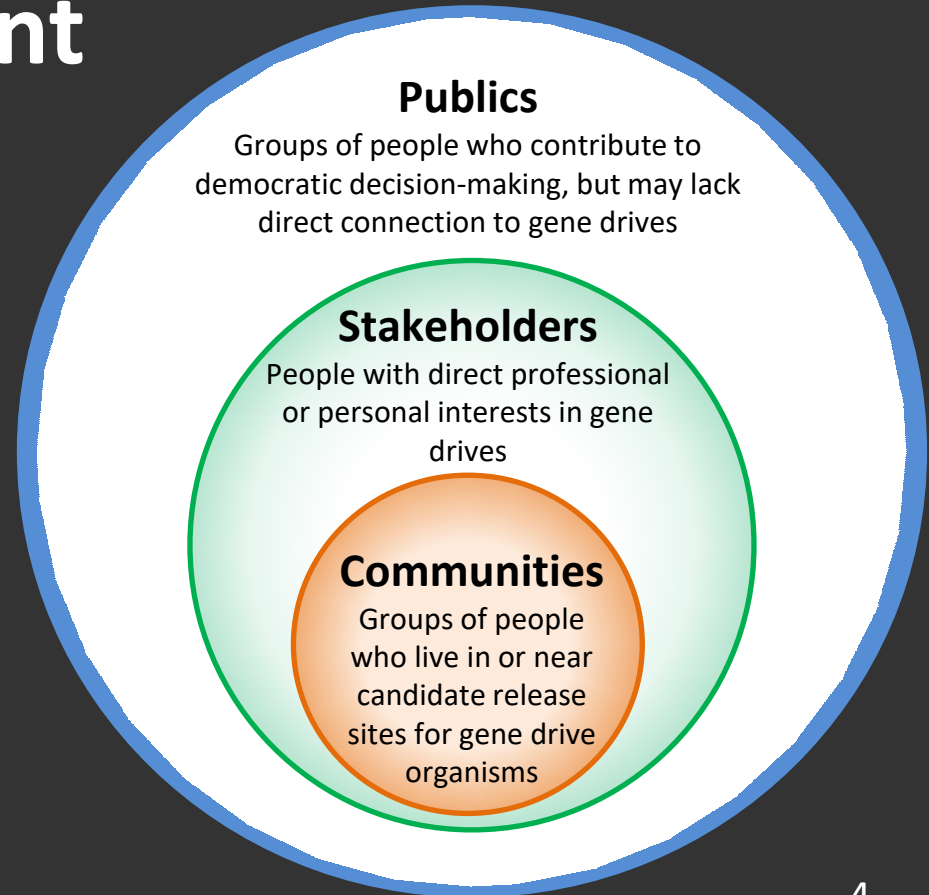 nt
Publics
Groups of people who contribute to
democratic decision-making, but may lack
direct connection to gene drives
Stakeholders
People with direct professional
or personal interests in gene
drives
Communities
Groups of people
who live in or near
candidate release
sites for gene drive
organisms
4